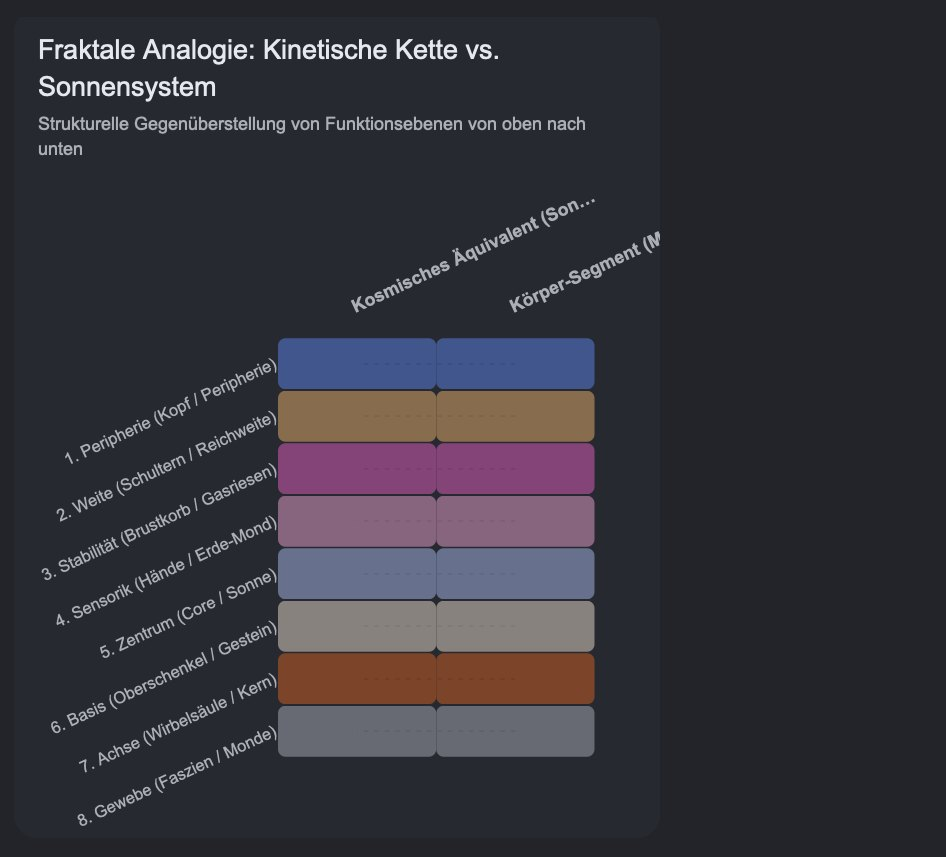 Fraktale Analogie: Kinetische Kette vs.
Sonnensystem
Strukturelle Gegenüberstellung von Funktionsebenen von oben nach
unten
Kosmisches Äquivalent (Son...
Körper-Segment (M
1. Peripherie (Kopf / Peripherie)
2. Weite (Schultern / Reichweite)
3. Stabilität (Brustkorb / Gasriesen)
4. Sensorik (Hände / Erde-Mond)
5. Zentrum (Core / Sonne)
6. Basis (Oberschenkel / Gestein)
7. Achse (Wirbelsäule / Kern)
8. Gewebe (Faszien / Monde)